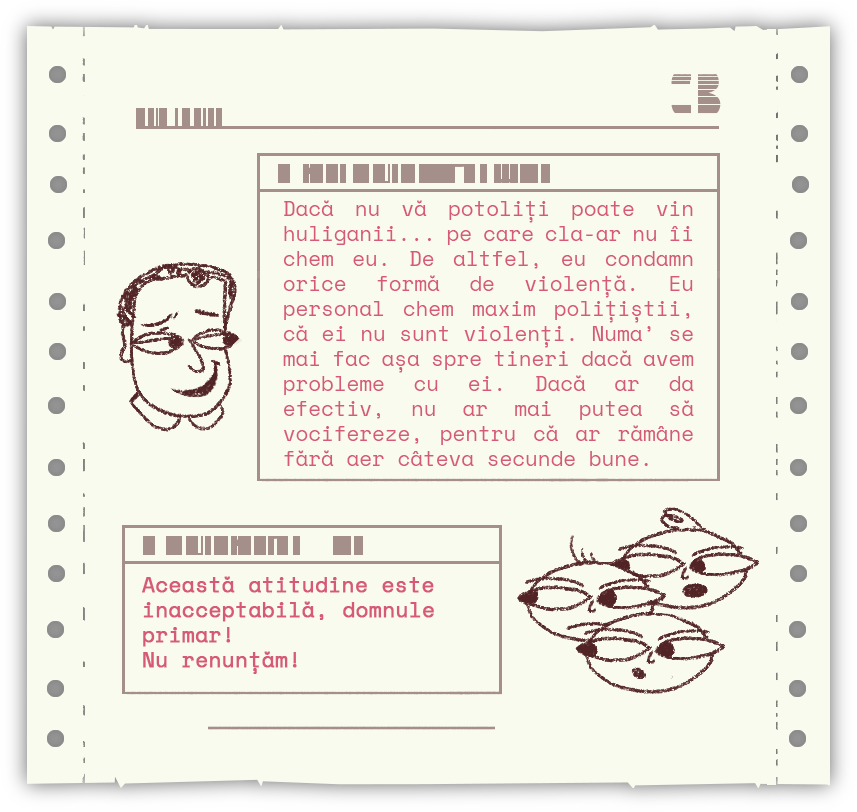 Dacă nu vă potoliți poate vin
huliganii... pe care cla-ar nu îi
chem eu. De altfel, eu condamn
orice formă de violență. Eu
personal chem maxim polițiștii,
că ei nu sunt violenți. Numa’ se
mai fac așa spre tineri dacă avem
probleme cu ei. Dacă ar da
efectiv, nu ar mai putea să
vocifereze, pentru că ar rămâne
fără aer câteva secunde bune.
Această atitudine este
inacceptabilă, domnule
primar!
Nu renunțăm!